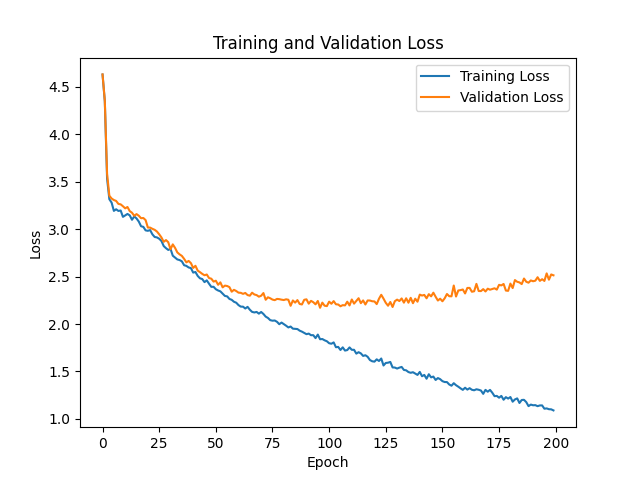 Training and Validation Loss
Training Loss
Validation Loss
4.5
4.0
3.5
3.0
2.5
2.0
1.5
1.0
Loss
0 25 50 75 100 125 150 175 200
Epoch